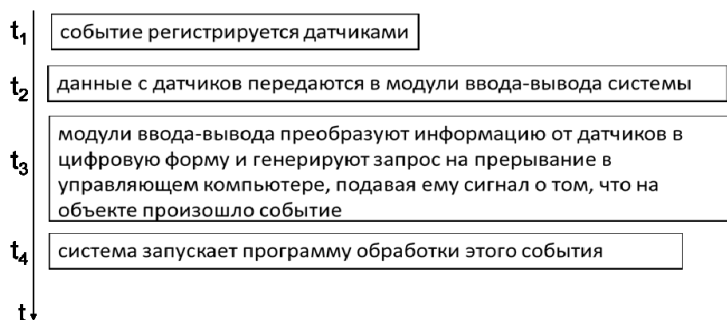 t1 событие регистрируется датчиками
t2 данные с датчиков передаются в модули ввода-вывода системы
модули ввода-вывода преобразуют информацию от датчиков в
t3 цифровую форму и генерируют запрос на прерывание в
управляющем компьютере, подавая ему сигнал о том, что на
объекте произошло событие
t4 система запускает программу обработки этого события
t